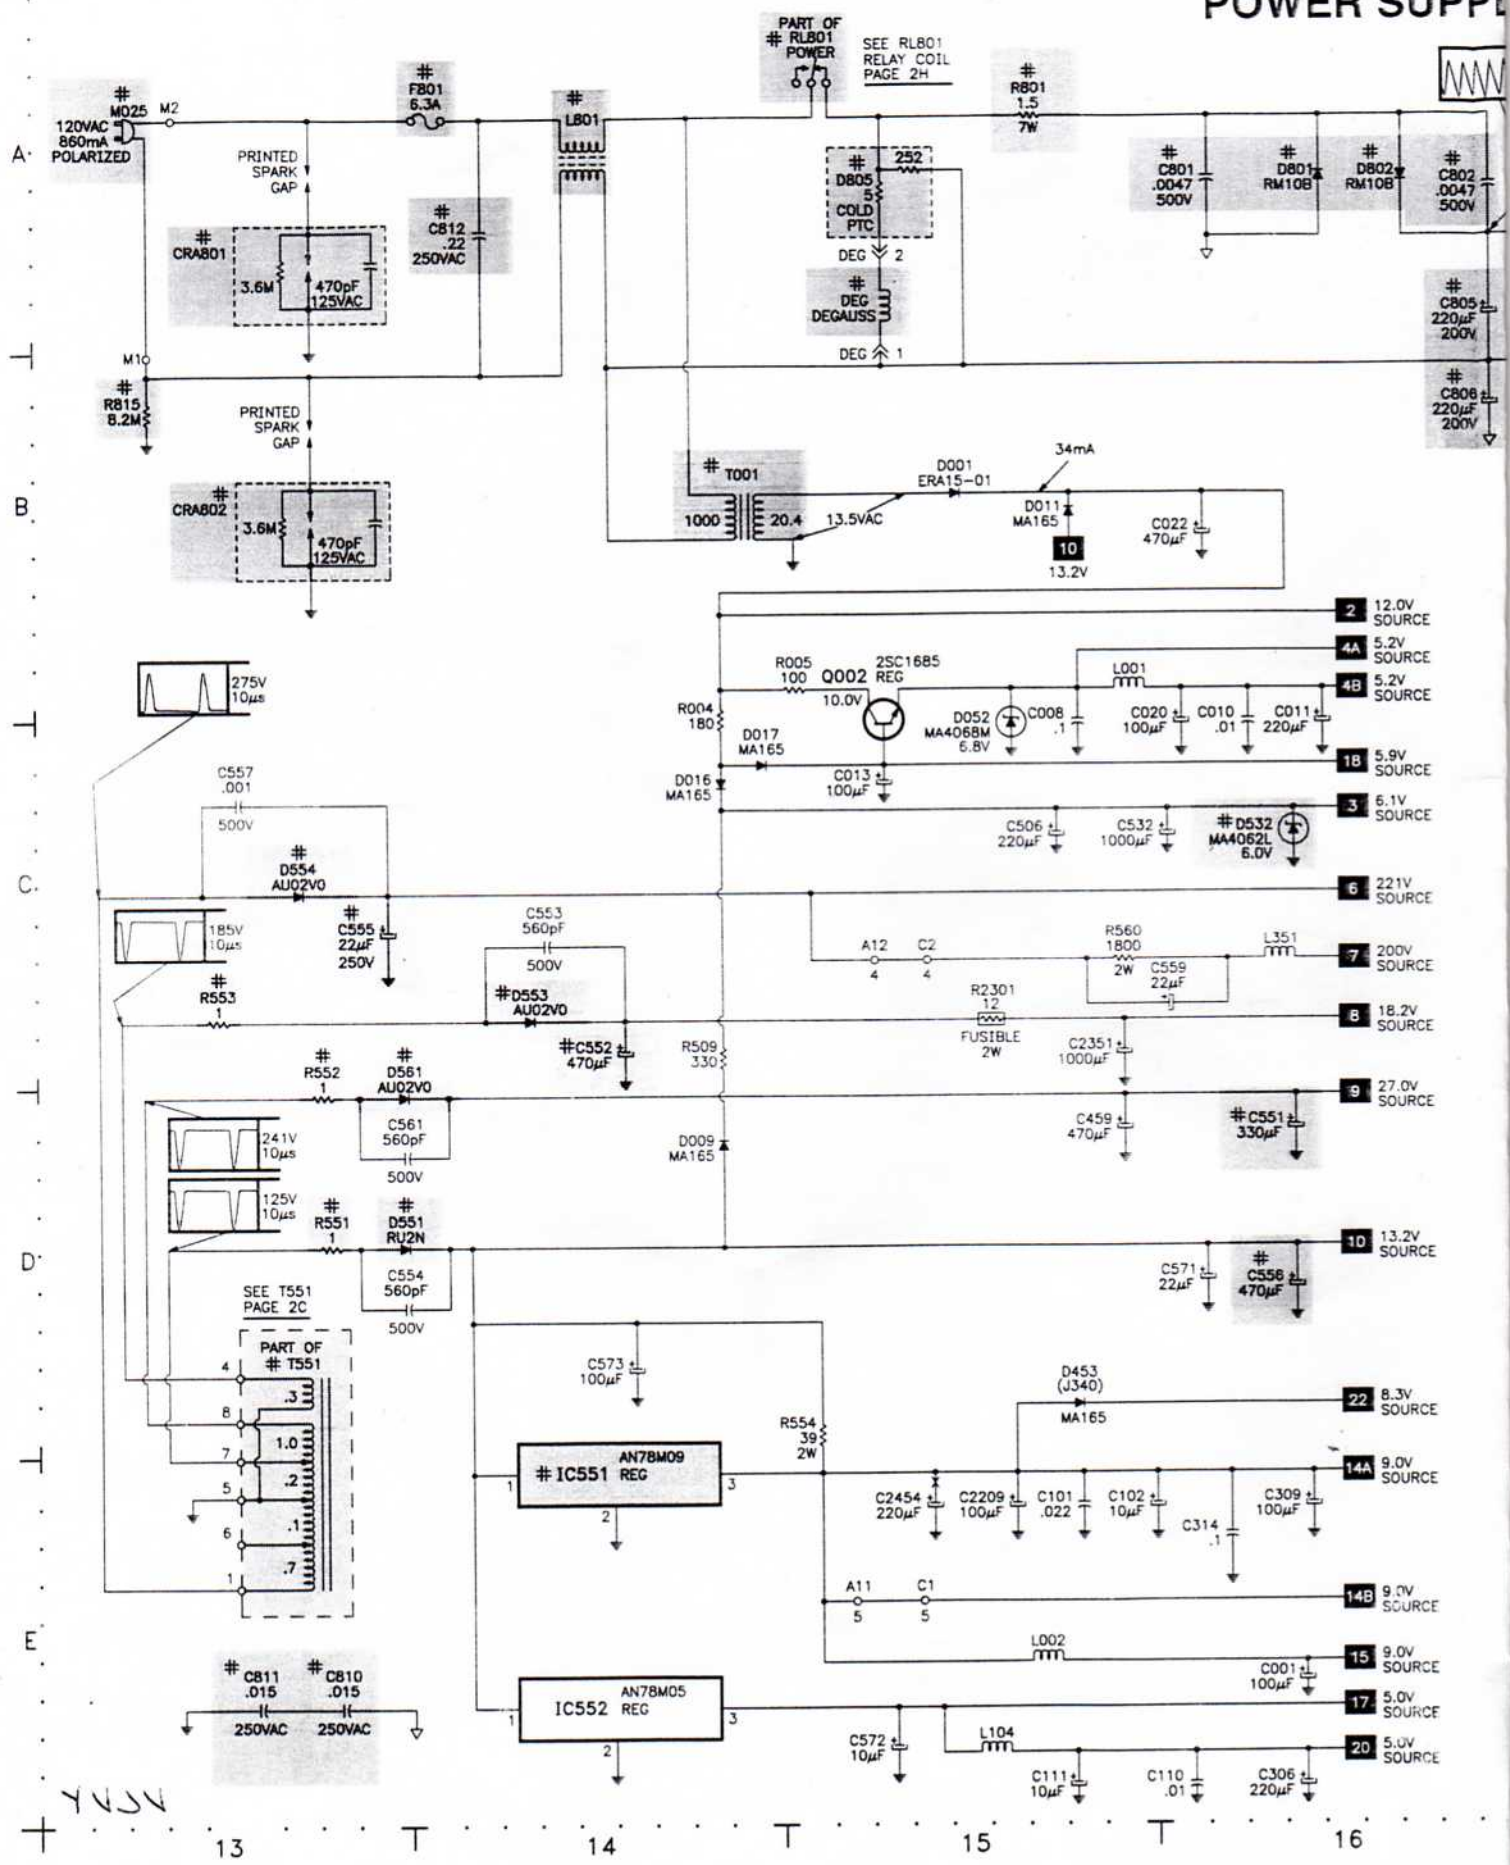 POWER SUPPL
PART OF
# RL801
POWER
SEE RL801
RELAY COIL
PAGE 2H
#
M025 M2
120VAC
860mA
POLARIZED
#
F801
6.3A
#
L801
#
R801
1.5
7W
A
PRINTED
SPARK
GAP
#
CRA801
3.6M
470pF
125VAC
#
C812
.22
250VAC
#
D805
5
COLD
PTC
252
DEG 2
#
DEG
DEGAUSS
DEG 1
#
C801
.0047
500V
#
D801
RM10B
#
D802
RM10B
#
C802
.0047
500V
#
C805
220µF
200V
#
C806
220µF
200V
M1
#
R815
8.2M
PRINTED
SPARK
GAP
B
#
CRA802
3.6M
470pF
125VAC
# T001
1000 20.4
13.5VAC
D001
ERA15-01
34mA
D011
MA165
10
13.2V
C022
470µF
2 12.0V
SOURCE
4A 5.2V
SOURCE
4B 5.2V
SOURCE
275V
10µs
R005
100
Q002
10.0V
2SC1685
REG
R004
180
D017
MA165
D052
MA4068M
6.8V
C008
.1
L001
C020
100µF
C010
.01
C011
220µF
18 5.9V
SOURCE
C557
.001
500V
D016
MA165
C013
100µF
3 6.1V
SOURCE
C506
220µF
C532
1000µF
# D532
MA4062L
6.0V
C
#
D554
AU02V0
6 221V
SOURCE
185V
10µs
#
C555
22µF
250V
C553
560pF
500V
A12 C2
4 4
R560
1800
2W
C559
22µF
L351
7 200V
SOURCE
#
R553
1
#D553
AU02V0
R2301
12
FUSIBLE
2W
8 18.2V
SOURCE
#C552
470µF
R509
330
C2351
1000µF
#
R552
1
#
D561
AU02V0
9 27.0V
SOURCE
C561
560pF
500V
241V
10µs
C459
470µF
#C551
330µF
D009
MA165
125V
10µs
#
R551
1
#
D551
RU2N
10 13.2V
SOURCE
D
C554
560pF
500V
C571
22µF
#
C556
470µF
SEE T551
PAGE 2C
PART OF
# T551
4
.3
8
1.0
7
.2
5
.1
6
.7
1
C573
100µF
D453
(J340)
MA165
22 8.3V
SOURCE
R554
39
2W
# IC551
AN78M09
REG
1 2 3
14A 9.0V
SOURCE
C2454
220µF
C2209
100µF
C101
.022
C102
10µF
C314
.1
C309
100µF
A11 C1
5 5
14B 9.0V
SOURCE
E
L002
15 9.0V
SOURCE
C001
100µF
#
C811
.015
250VAC
#
C810
.015
250VAC
IC552
AN78M05
REG
1 2 3
17 5.0V
SOURCE
C572
10µF
L104
20 5.0V
SOURCE
C111
10µF
C110
.01
C306
220µF
13 14 15 16